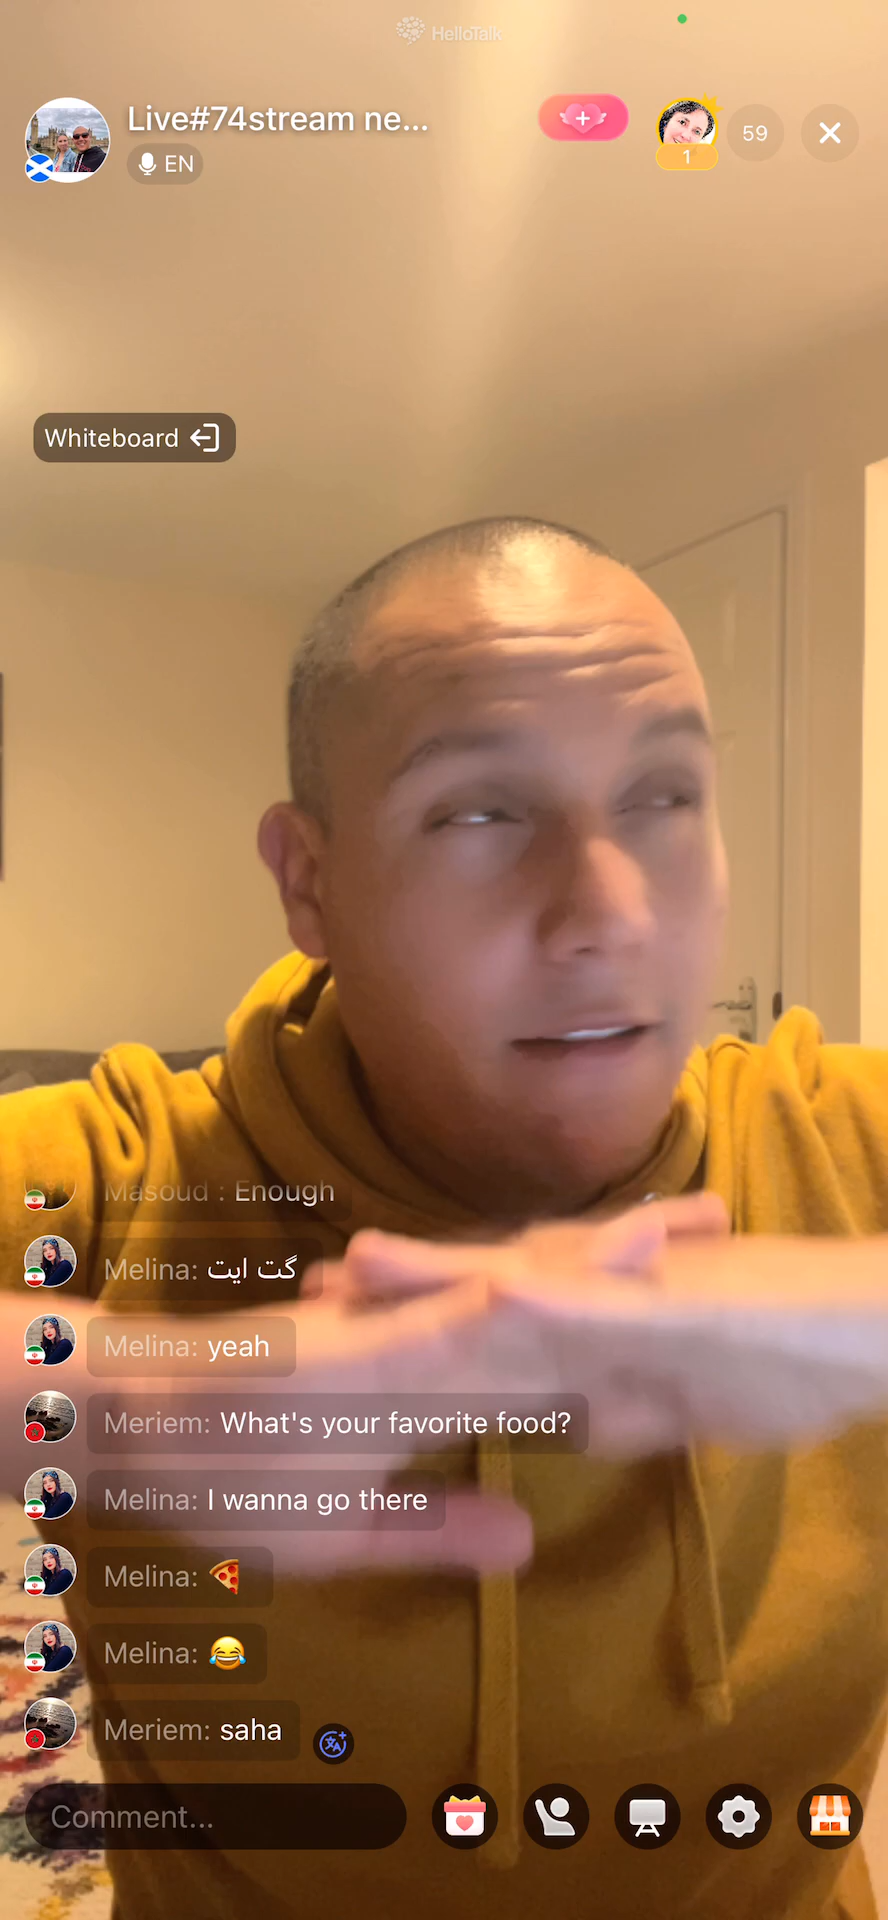 HelloTalk
Live#74stream ne...
EN
1
59
Whiteboard
Masoud : Enough
Melina: گت ایت
Melina: yeah
Meriem: What's your favorite food?
Melina: I wanna go there
Melina: 🍕
Melina: 😂
Meriem: saha
Comment...